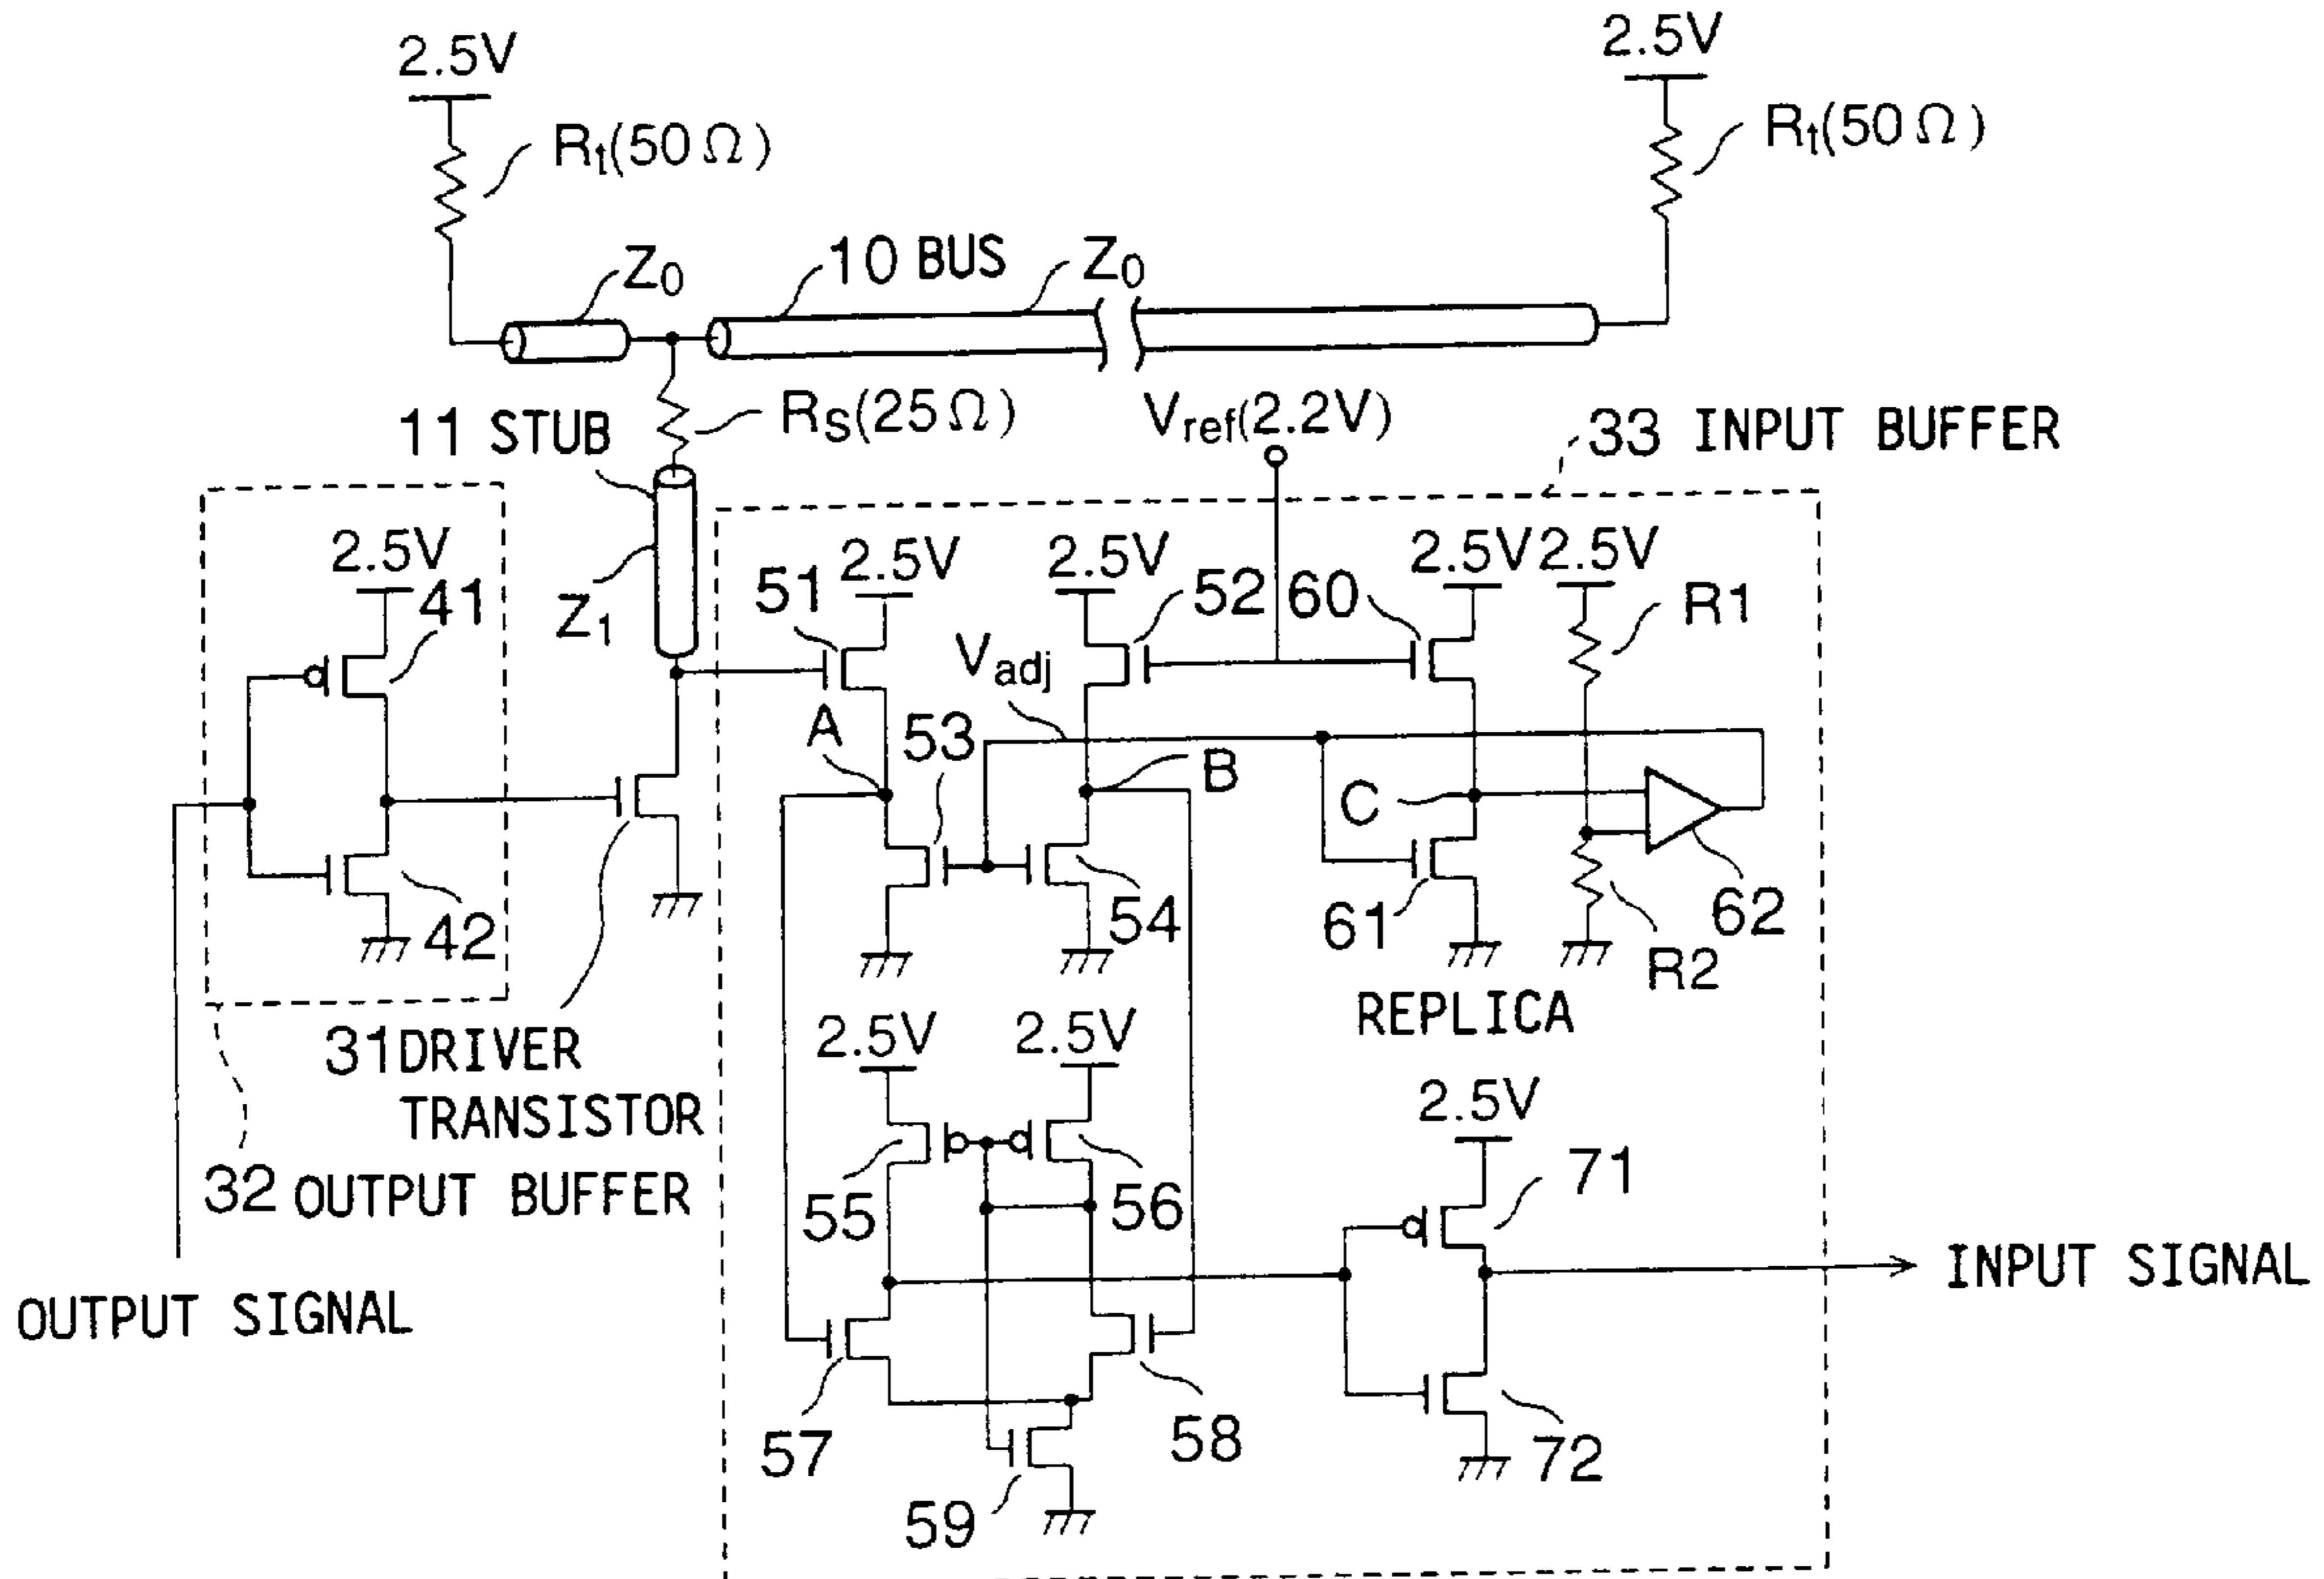 2.5V
2.5V
Rt(50Ω)
Rt(50Ω)
Z0
10 BUS
Z0
11 STUB
RS(25Ω)
Vref(2.2V)
33 INPUT BUFFER
2.5V
41
Z1
51
2.5V
2.5V
52
60
2.5V
2.5V
R1
Vadj
A
53
B
C
42
54
61
62
R2
REPLICA
31 DRIVER
TRANSISTOR
32 OUTPUT BUFFER
2.5V
2.5V
55
56
2.5V
71
OUTPUT SIGNAL
INPUT SIGNAL
57
58
59
72